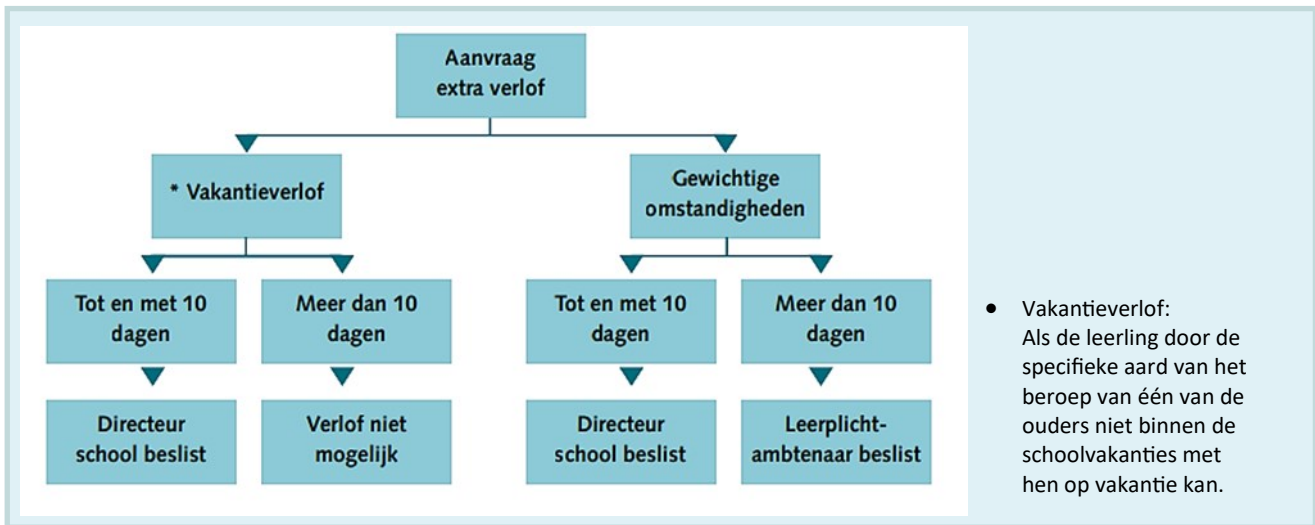 Aanvraag
extra verlof
* Vakantieverlof
Gewichtige
omstandigheden
Tot en met 10
dagen
Meer dan 10
dagen
Tot en met 10
dagen
Meer dan 10
dagen
Directeur
school beslist
Verlof niet
mogelijk
Directeur
school beslist
Leerplicht-
ambtenaar beslist
• Vakantieverlof:
Als de leerling door de
specifieke aard van het
beroep van één van de
ouders niet binnen de
schoolvakanties met
hen op vakantie kan.